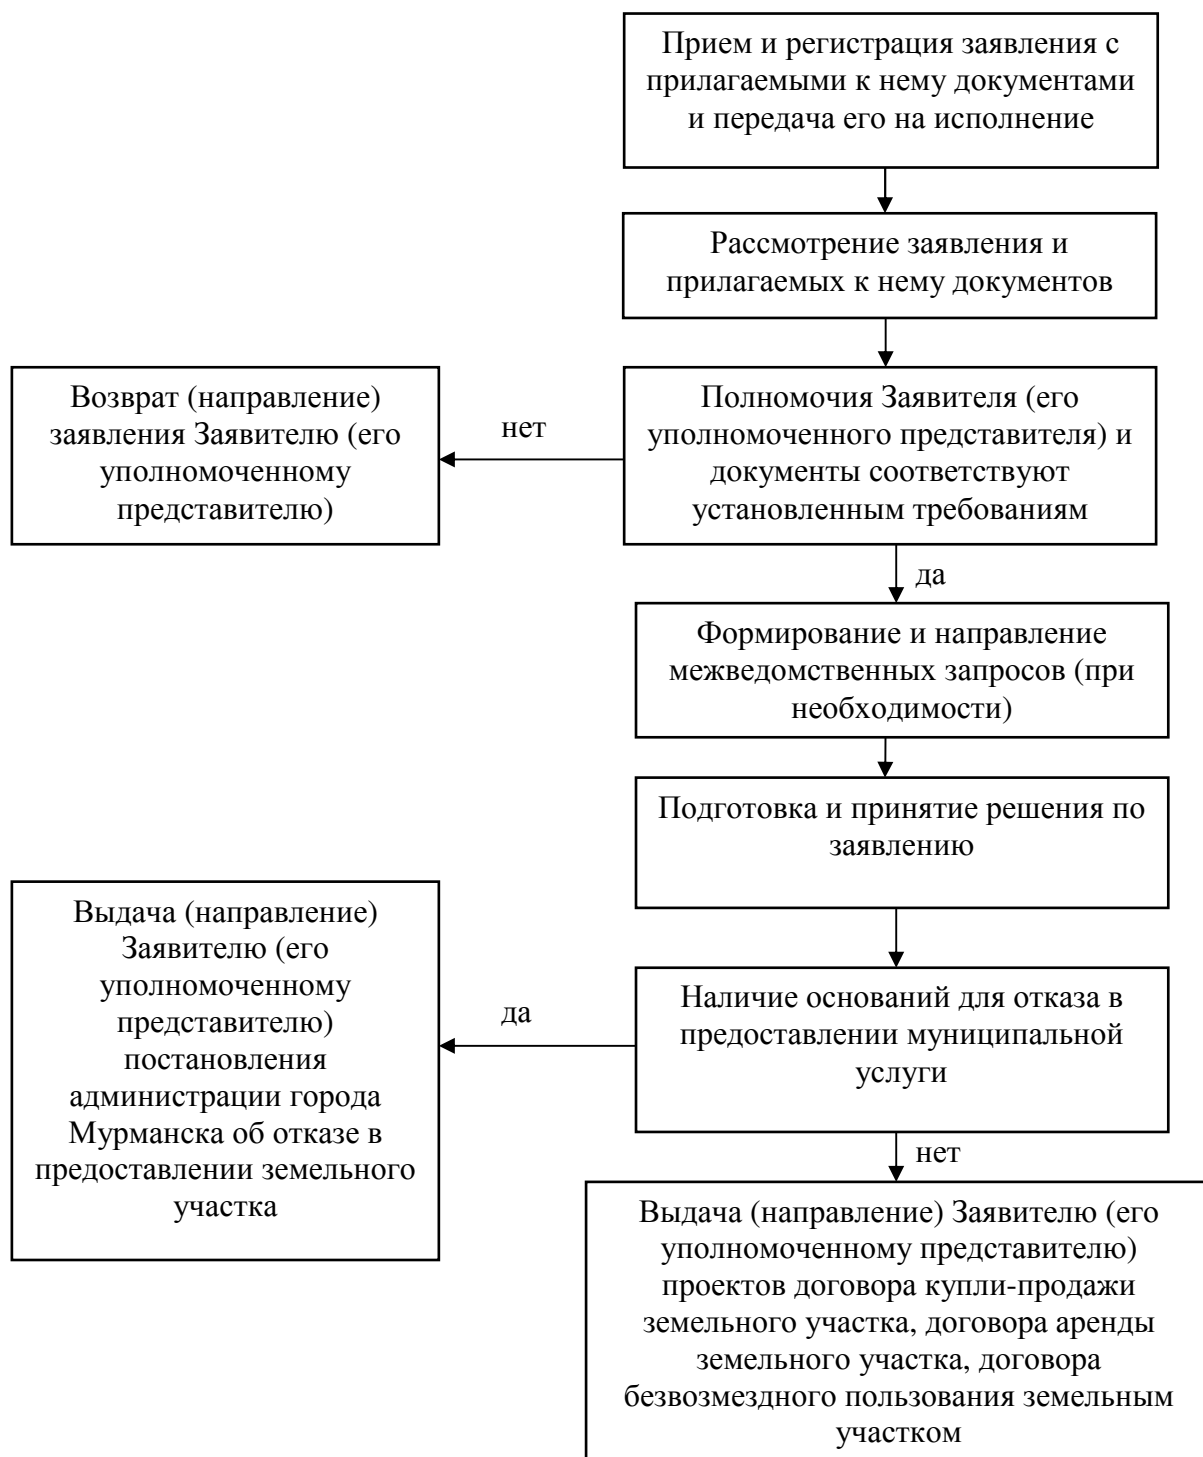 Прием и регистрация заявления с
прилагаемыми к нему документами
и передача его на исполнение
Рассмотрение заявления и
прилагаемых к нему документов
Возврат (направление)
заявления Заявителю (его
уполномоченному
представителю)
нет
Полномочия Заявителя (его
уполномоченного представителя) и
документы соответствуют
установленным требованиям
да
Формирование и направление
межведомственных запросов (при
необходимости)
Подготовка и принятие решения по
заявлению
Выдача (направление)
Заявителю (его
уполномоченному
представителю)
постановления
администрации города
Мурманска об отказе в
предоставлении земельного
участка
да
Наличие оснований для отказа в
предоставлении муниципальной
услуги
нет
Выдача (направление) Заявителю (его
уполномоченному представителю)
проектов договора купли-продажи
земельного участка, договора аренды
земельного участка, договора
безвозмездного пользования земельным
участком